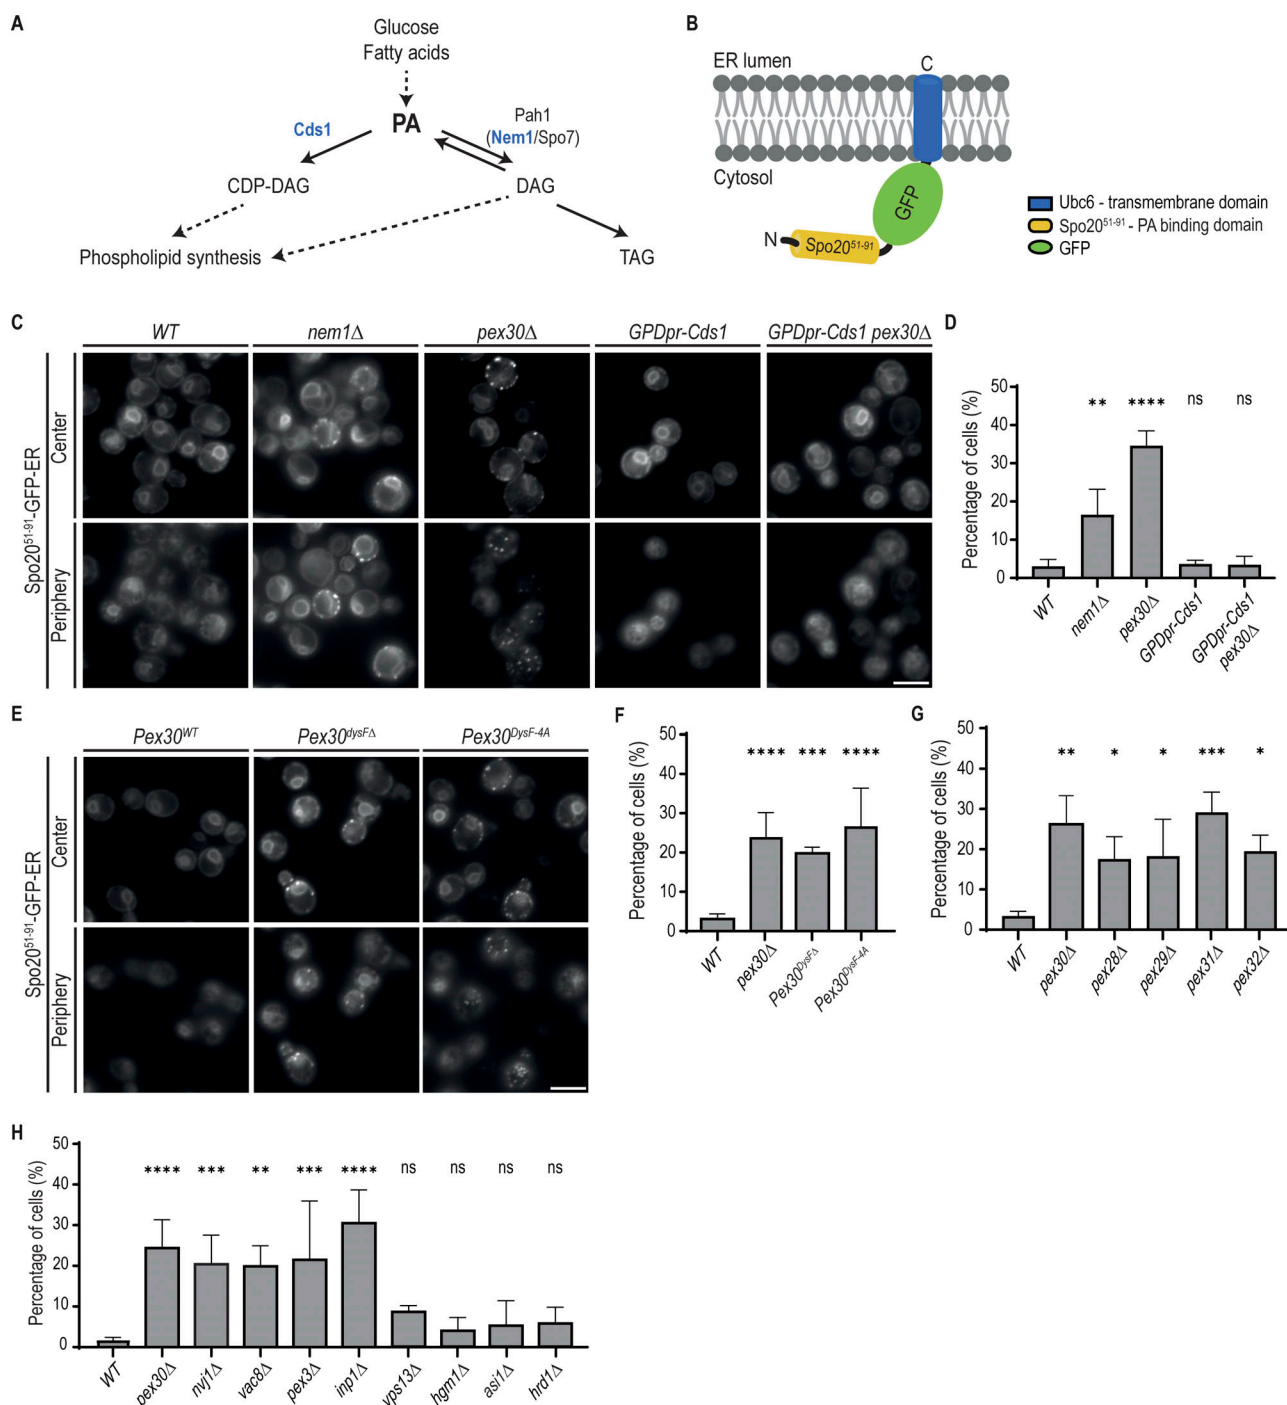 A
Glucose
Fatty acids
PA
Cds1
Pah1
(Nem1/Spo7)
CDP-DAG
DAG
Phospholipid synthesis
TAG
B
ER lumen
C
Cytosol
GFP
N
Spo20⁵¹⁻⁹¹
Ubc6 - transmembrane domain
Spo20⁵¹⁻⁹¹ - PA binding domain
GFP
C
WT
nem1Δ
pex30Δ
GPDpr-Cds1
GPDpr-Cds1 pex30Δ
Spo20⁵¹⁻⁹¹-GFP-ER
Center
Periphery
D
Percentage of cells (%)
50
40
30
20
10
0
** **** ns ns
WT
nem1Δ
pex30Δ
GPDpr-Cds1
GPDpr-Cds1
pex30Δ
E
Pex30ᵂᵀ
Pex30ᵈʸˢᶠΔ
Pex30ᴰʸˢᶠ⁻⁴ᴬ
Spo20⁵¹⁻⁹¹-GFP-ER
Center
Periphery
F
Percentage of cells (%)
50
40
30
20
10
0
**** *** ****
WT
pex30Δ
Pex30ᴰʸˢᶠΔ
Pex30ᴰʸˢᶠ⁻⁴ᴬ
G
Percentage of cells (%)
50
40
30
20
10
0
** * * *** *
WT
pex30Δ
pex28Δ
pex29Δ
pex31Δ
pex32Δ
H
Percentage of cells (%)
50
40
30
20
10
0
**** *** ** *** **** ns ns ns ns
WT
pex30Δ
nvj1Δ
vac8Δ
pex3Δ
inp1Δ
vps13Δ
hgm1Δ
asi1Δ
hrd1Δ